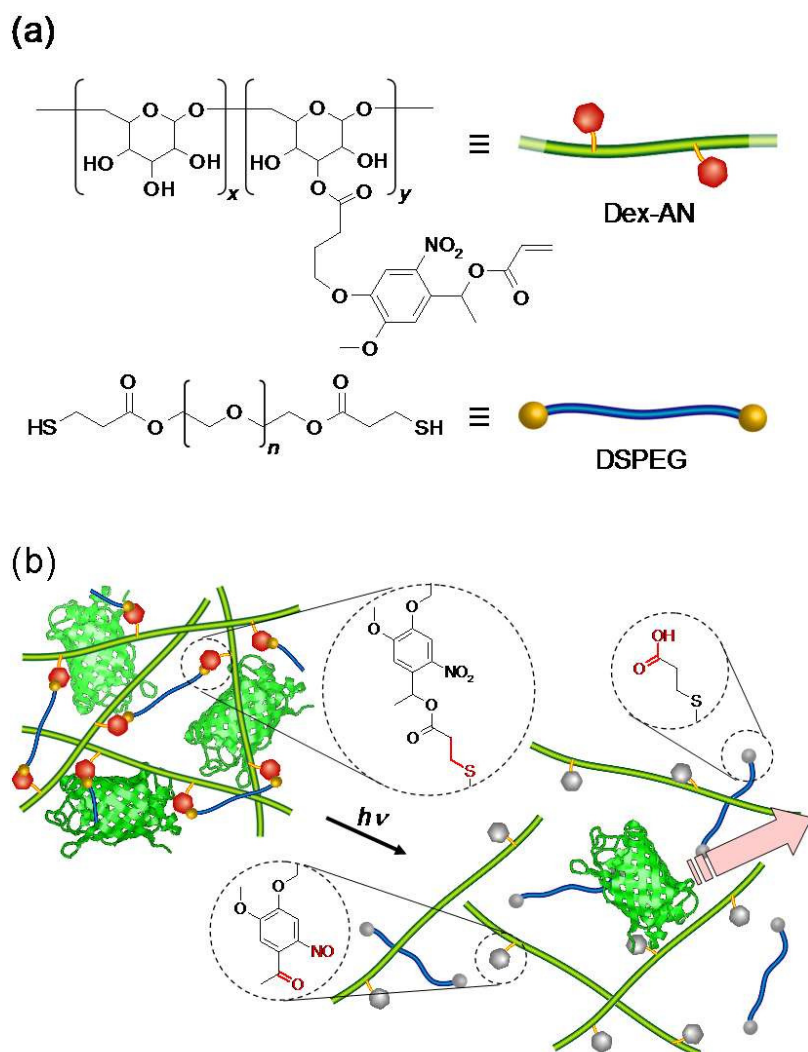 (a)
O O O O
HO OH HO OH
OH O O
x y
≡
Dex-AN
NO2
O
O
O
O
O O
HS O O O SH
n
≡
DSPEG
(b)
O
O
NO2
O
O
S
OH
O
S
hν
O
O
NO
O